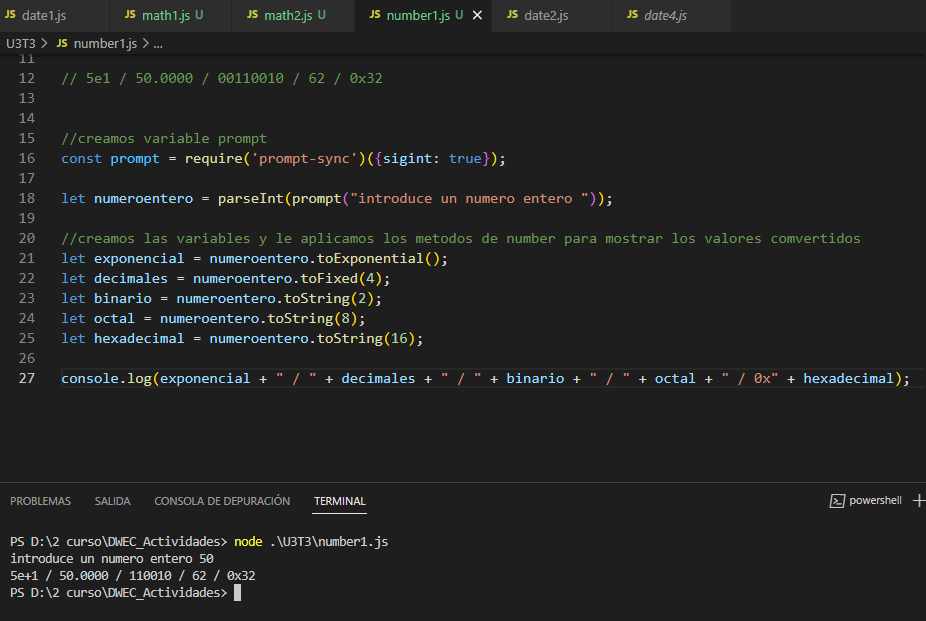 JS date1.js JS math1.js U JS math2.js U JS number1.js U × JS date2.js JS date4.js
U3T3 > JS number1.js > ...
11
12 // 5e1 / 50.0000 / 00110010 / 62 / 0x32
13
14
15 //creamos variable prompt
16 const prompt = require('prompt-sync')({sigint: true});
17
18 let numeroentero = parseInt(prompt("introduce un numero entero "));
19
20 //creamos las variables y le aplicamos los metodos de number para mostrar los valores comvertidos
21 let exponencial = numeroentero.toExponential();
22 let decimales = numeroentero.toFixed(4);
23 let binario = numeroentero.toString(2);
24 let octal = numeroentero.toString(8);
25 let hexadecimal = numeroentero.toString(16);
26
27 console.log(exponencial + " / " + decimales + " / " + binario + " / " + octal + " / 0x" + hexadecimal);
PROBLEMAS SALIDA CONSOLA DE DEPURACIÓN TERMINAL powershell +
PS D:\2 curso\DWEC_Actividades> node .\U3T3\number1.js
introduce un numero entero 50
5e+1 / 50.0000 / 110010 / 62 / 0x32
PS D:\2 curso\DWEC_Actividades>